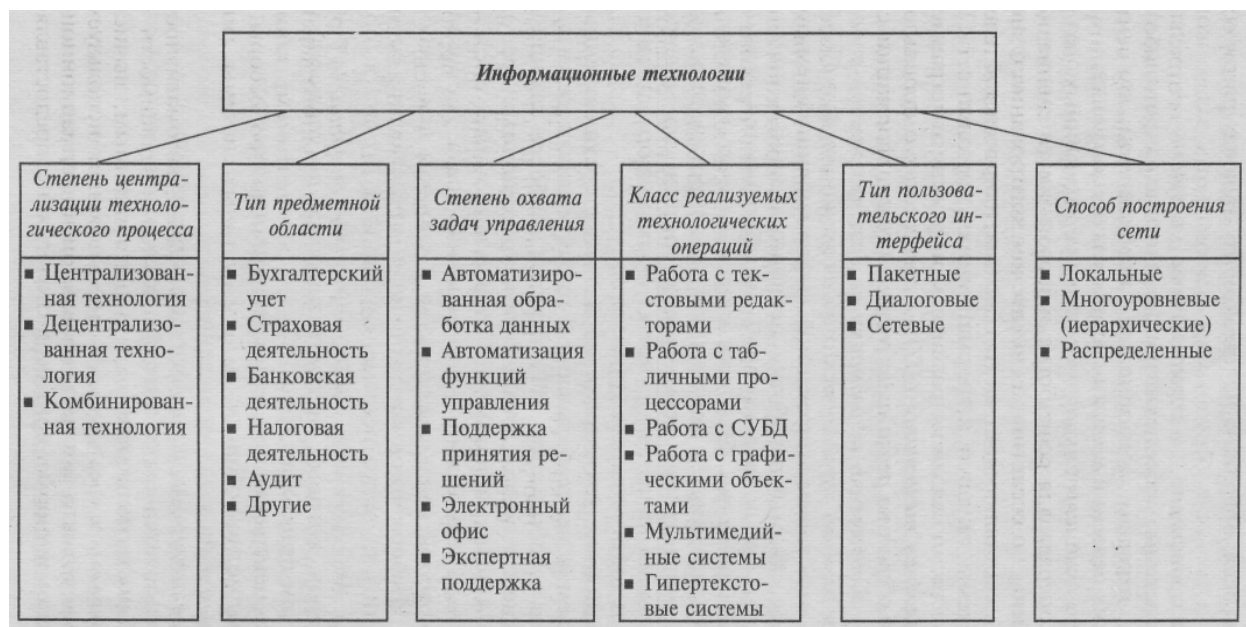 Информационные технологии
Степень центра-
лизации техноло-
гического процесса
■ Централизован-
ная технология
■ Децентрализо-
ванная техно-
логия
■ Комбинирован-
ная технология
Тип предметной
области
■ Бухгалтерский
учет
■ Страховая
деятельность
■ Банковская
деятельность
■ Налоговая
деятельность
■ Аудит
■ Другие
Степень охвата
задач управления
■ Автоматизиро-
ванная обра-
ботка данных
■ Автоматизация
функций
управления
■ Поддержка
принятия ре-
шений
■ Электронный
офис
■ Экспертная
поддержка
Класс реализуемых
технологических
операций
■ Работа с тек-
стовыми редак-
торами
■ Работа с таб-
личными про-
цессорами
■ Работа с СУБД
■ Работа с графи-
ческими объек-
тами
■ Мультимедий-
ные системы
■ Гипертексто-
вые системы
Тип пользова-
тельского ин-
терфейса
■ Пакетные
■ Диалоговые
■ Сетевые
Способ построения
сети
■ Локальные
■ Многоуровневые
(иерархические)
■ Распределенные